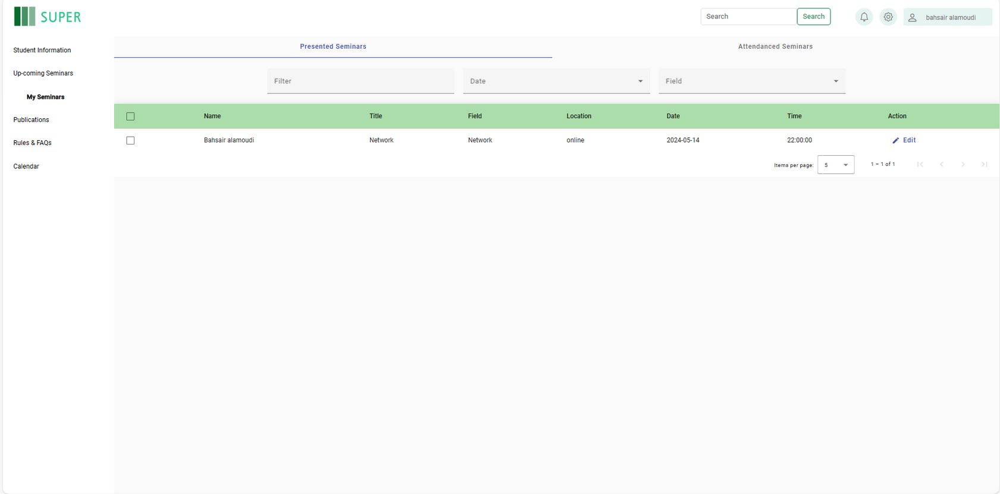 SUPER
Search Search bahsair alamoudi
Student Information
Up-coming Seminars
My Seminars
Publications
Rules & FAQs
Calendar
Presented Seminars Attendanced Seminars
Filter Date Field
Name Title Field Location Date Time Action
Bahsair alamoudi Network Network online 2024-05-14 22:00:00 Edit
Items per page: 5 1 – 1 of 1